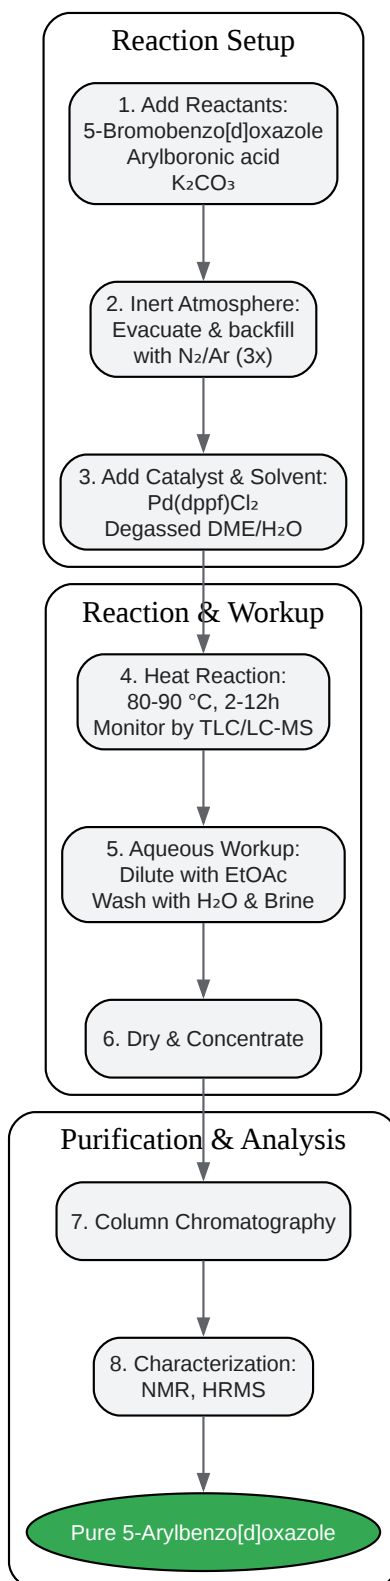 Reaction Setup
1. Add Reactants:
5-Bromobenzo[d]oxazole
Arylboronic acid
K₂CO₃
2. Inert Atmosphere:
Evacuate & backfill
with N₂/Ar (3x)
3. Add Catalyst & Solvent:
Pd(dppf)Cl₂
Degassed DME/H₂O
Reaction & Workup
4. Heat Reaction:
80-90 °C, 2-12h
Monitor by TLC/LC-MS
5. Aqueous Workup:
Dilute with EtOAc
Wash with H₂O & Brine
6. Dry & Concentrate
Purification & Analysis
7. Column Chromatography
8. Characterization:
NMR, HRMS
Pure 5-Arylbenzo[d]oxazole